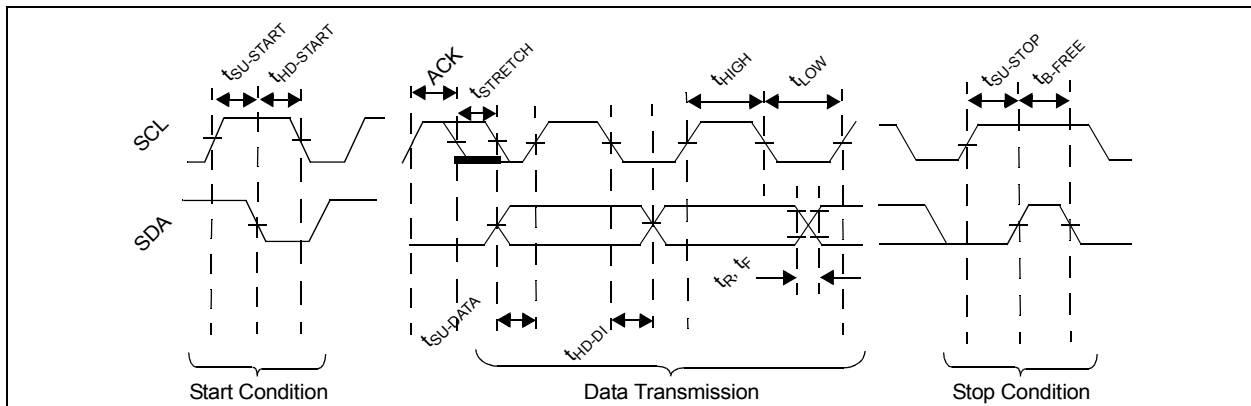 tSU-START
tHD-START
ACK
tSTRETCH
tHIGH
tLOW
tSU-STOP
tB-FREE
SCL
SDA
tR, tF
tSU-DATA
tHD-DI
Start Condition
Data Transmission
Stop Condition